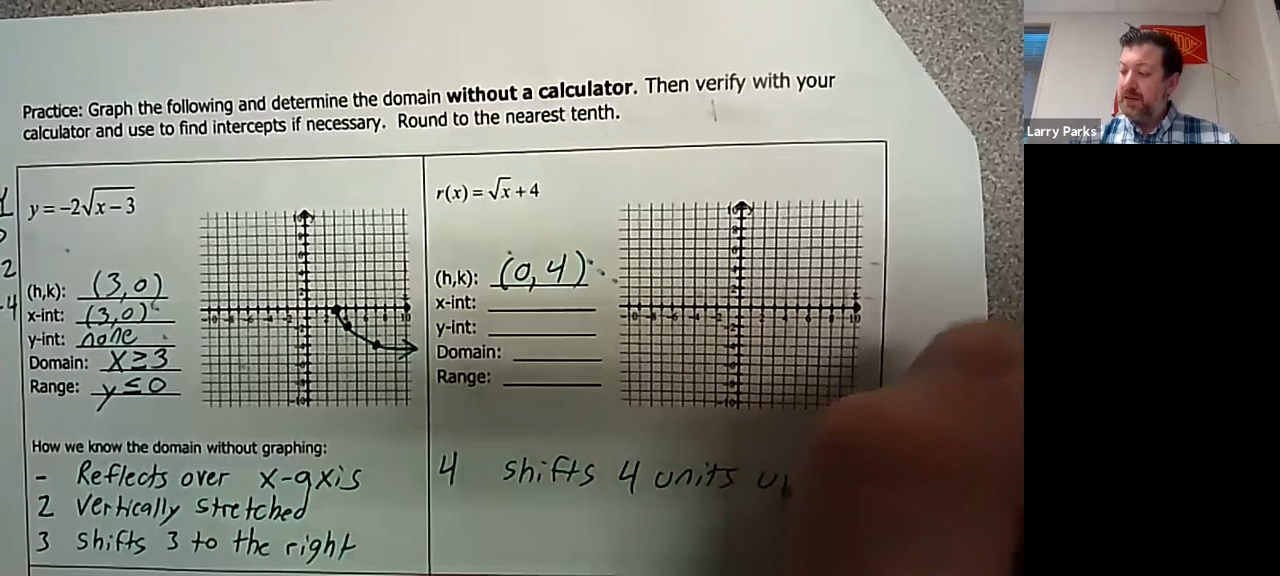 Practice: Graph the following and determine the domain without a calculator. Then verify with your
calculator and use to find intercepts if necessary. Round to the nearest tenth.
y = −2√x − 3
(h,k): (3,0)
x-int: (3,0)
y-int: none
Domain: x≥3
Range: y≤0
How we know the domain without graphing:
- Reflects over x-axis
2 Vertically stretched
3 shifts 3 to the right
r(x) = √x + 4
(h,k): (0,4)
x-int:
y-int:
Domain:
Range:
4 shifts 4 units
Larry Parks